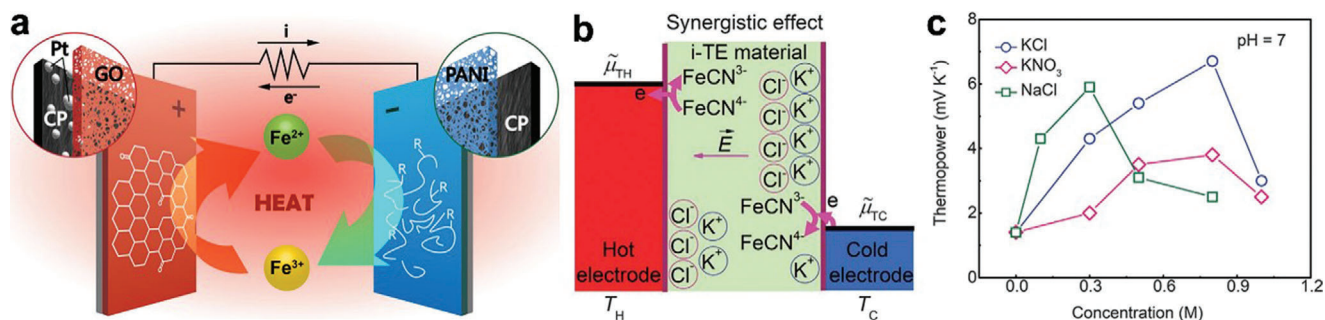 a
Pt
GO
CP
i
e-
PANI
CP
+
−
Fe2+
HEAT
Fe3+
R
R
R
R
b
Synergistic effect
i-TE material
μ̃TH
e
FeCN3-
FeCN4-
Cl- K+
Cl- K+
Cl- K+
Cl- K+
E
FeCN3-
e
FeCN4-
μ̃TC
Cl- K+
Cl- K+
Cl-
K+
Hot
electrode
Cold
electrode
TH
TC
c
pH = 7
KCl
KNO3
NaCl
Thermopower (mV K-1)
8
6
4
2
0
0.0 0.3 0.6 0.9 1.2
Concentration (M)